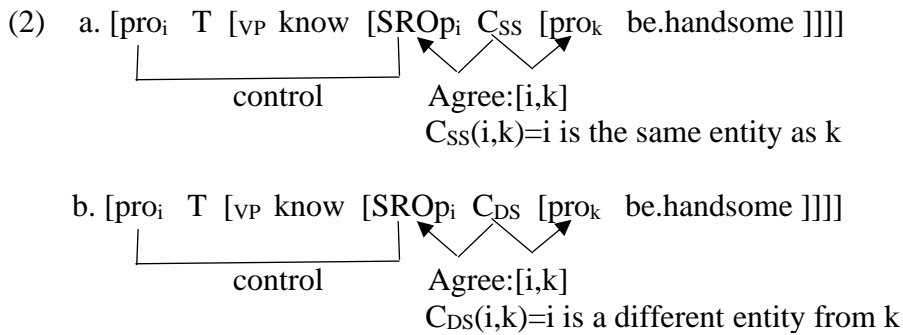 (2) a. [proᵢ T [VP know [SROpᵢ CSS [proₖ be.handsome ]]]]
control Agree:[i,k]
CSS(i,k)=i is the same entity as k
b. [proᵢ T [VP know [SROpᵢ CDS [proₖ be.handsome ]]]]
control Agree:[i,k]
CDS(i,k)=i is a different entity from k